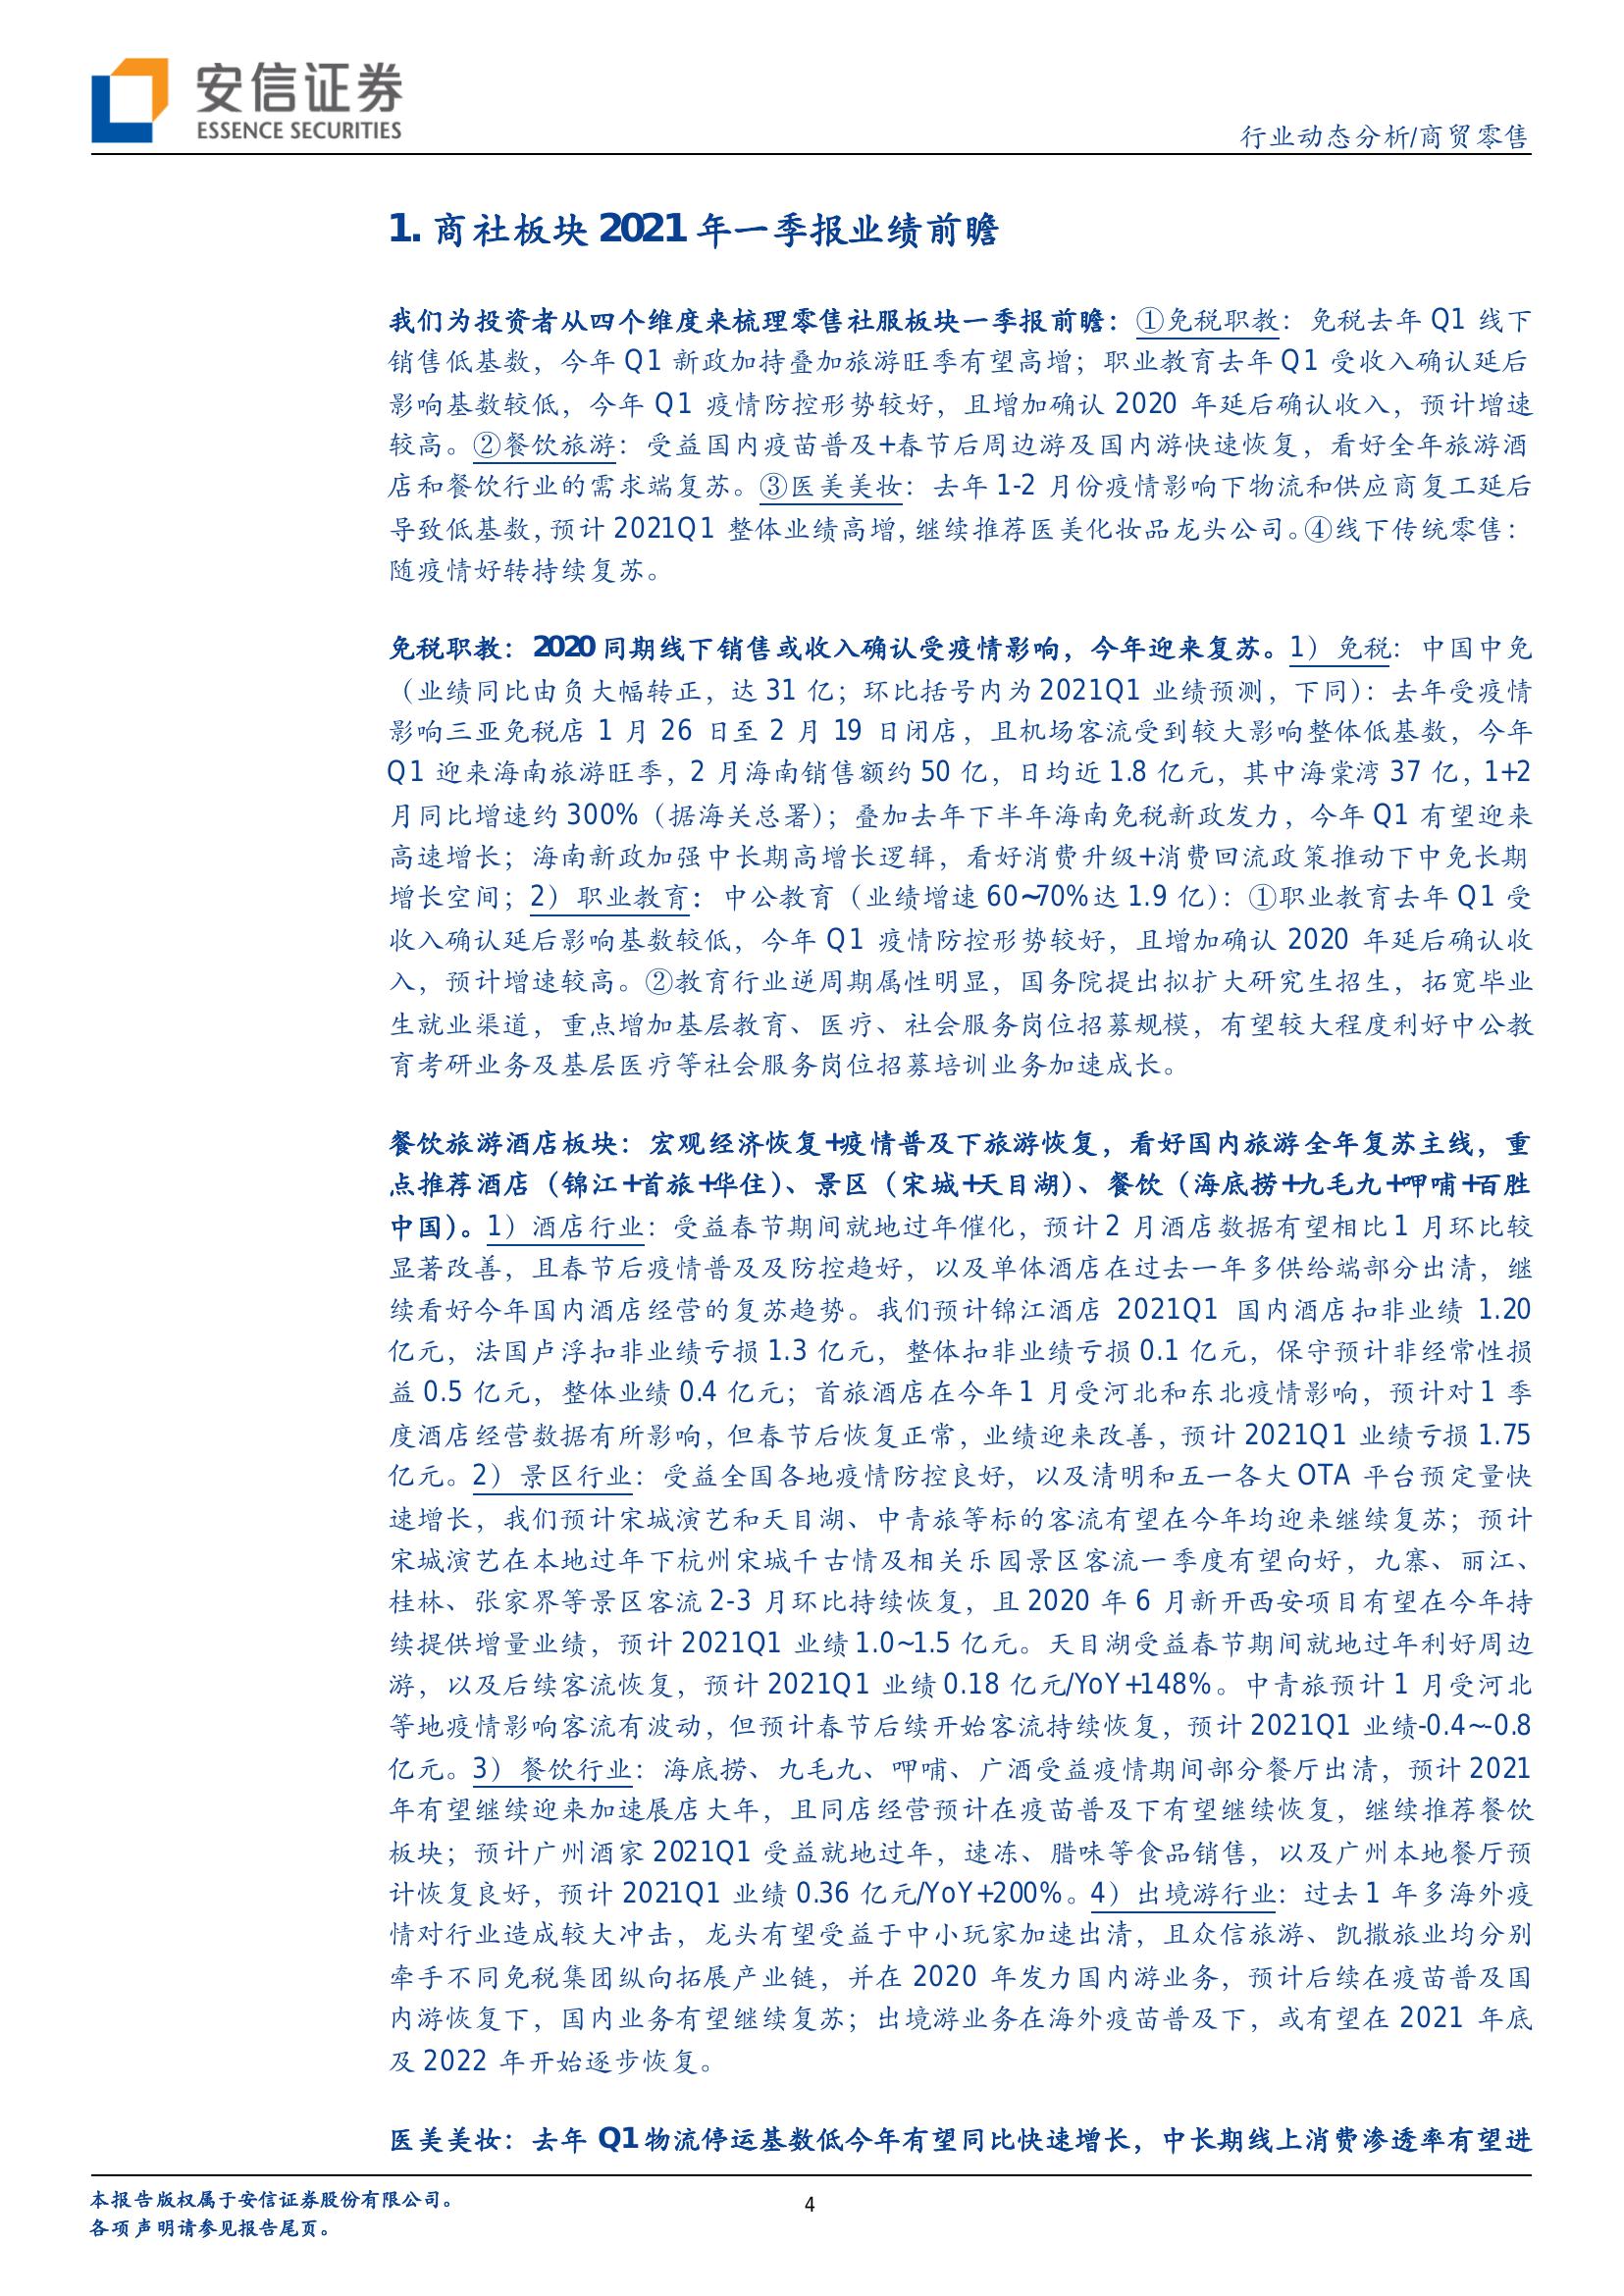 安信证券
ESSENCE SECURITIES
行业动态分析/商贸零售
1. 商社板块 2021 年一季报业绩前瞻
我们为投资者从四个维度来梳理零售社服板块一季报前瞻：①免税职教：免税去年 Q1 线下
销售低基数，今年 Q1 新政加持叠加旅游旺季有望高增；职业教育去年 Q1 受收入确认延后
影响基数较低，今年 Q1 疫情防控形势较好，且增加确认 2020 年延后确认收入，预计增速
较高。②餐饮旅游：受益国内疫苗普及+春节后周边游及国内游快速恢复，看好全年旅游酒
店和餐饮行业的需求端复苏。③医美美妆：去年 1-2 月份疫情影响下物流和供应商复工延后
导致低基数，预计 2021Q1 整体业绩高增，继续推荐医美化妆品龙头公司。④线下传统零售：
随疫情好转持续复苏。
免税职教：2020 同期线下销售或收入确认受疫情影响，今年迎来复苏。1）免税：中国中免
（业绩同比由负大幅转正，达 31 亿；环比括号内为 2021Q1 业绩预测，下同）：去年受疫情
影响三亚免税店 1 月 26 日至 2 月 19 日闭店，且机场客流受到较大影响整体低基数，今年
Q1 迎来海南旅游旺季，2 月海南销售额约 50 亿，日均近 1.8 亿元，其中海棠湾 37 亿，1+2
月同比增速约 300%（据海关总署）；叠加去年下半年海南免税新政发力，今年 Q1 有望迎来
高速增长；海南新政加强中长期高增长逻辑，看好消费升级+消费回流政策推动下中免长期
增长空间；2）职业教育：中公教育（业绩增速 60~70%达 1.9 亿）：①职业教育去年 Q1 受
收入确认延后影响基数较低，今年 Q1 疫情防控形势较好，且增加确认 2020 年延后确认收
入，预计增速较高。②教育行业逆周期属性明显，国务院提出拟扩大研究生招生，拓宽毕业
生就业渠道，重点增加基层教育、医疗、社会服务岗位招募规模，有望较大程度利好中公教
育考研业务及基层医疗等社会服务岗位招募培训业务加速成长。
餐饮旅游酒店板块：宏观经济恢复+疫情普及下旅游恢复，看好国内旅游全年复苏主线，重
点推荐酒店（锦江+首旅+华住）、景区（宋城+天目湖）、餐饮（海底捞+九毛九+呷哺+百胜
中国）。1）酒店行业：受益春节期间就地过年催化，预计 2 月酒店数据有望相比 1 月环比较
显著改善，且春节后疫情普及及防控趋好，以及单体酒店在过去一年多供给端部分出清，继
续看好今年国内酒店经营的复苏趋势。我们预计锦江酒店 2021Q1 国内酒店扣非业绩 1.20
亿元，法国卢浮扣非业绩亏损 1.3 亿元，整体扣非业绩亏损 0.1 亿元，保守预计非经常性损
益 0.5 亿元，整体业绩 0.4 亿元；首旅酒店在今年 1 月受河北和东北疫情影响，预计对 1 季
度酒店经营数据有所影响，但春节后恢复正常，业绩迎来改善，预计 2021Q1 业绩亏损 1.75
亿元。2）景区行业：受益全国各地疫情防控良好，以及清明和五一各大 OTA 平台预定量快
速增长，我们预计宋城演艺和天目湖、中青旅等标的客流有望在今年均迎来继续复苏；预计
宋城演艺在本地过年下杭州宋城千古情及相关乐园景区客流一季度有望向好，九寨、丽江、
桂林、张家界等景区客流 2-3 月环比持续恢复，且 2020 年 6 月新开西安项目有望在今年持
续提供增量业绩，预计 2021Q1 业绩 1.0~1.5 亿元。天目湖受益春节期间就地过年利好周边
游，以及后续客流恢复，预计 2021Q1 业绩 0.18 亿元/YoY+148%。中青旅预计 1 月受河北
等地疫情影响客流有波动，但预计春节后续开始客流持续恢复，预计 2021Q1 业绩-0.4~-0.8
亿元。3）餐饮行业：海底捞、九毛九、呷哺、广酒受益疫情期间部分餐厅出清，预计 2021
年有望继续迎来加速展店大年，且同店经营预计在疫苗普及下有望继续恢复，继续推荐餐饮
板块；预计广州酒家 2021Q1 受益就地过年，速冻、腊味等食品销售，以及广州本地餐厅预
计恢复良好，预计 2021Q1 业绩 0.36 亿元/YoY+200%。4）出境游行业：过去 1 年多海外疫
情对行业造成较大冲击，龙头有望受益于中小玩家加速出清，且众信旅游、凯撒旅业均分别
牵手不同免税集团纵向拓展产业链，并在 2020 年发力国内游业务，预计后续在疫苗普及国
内游恢复下，国内业务有望继续复苏；出境游业务在海外疫苗普及下，或有望在 2021 年底
及 2022 年开始逐步恢复。
医美美妆：去年 Q1 物流停运基数低今年有望同比快速增长，中长期线上消费渗透率有望进
本报告版权属于安信证券股份有限公司。
4
各项声明请参见报告尾页。